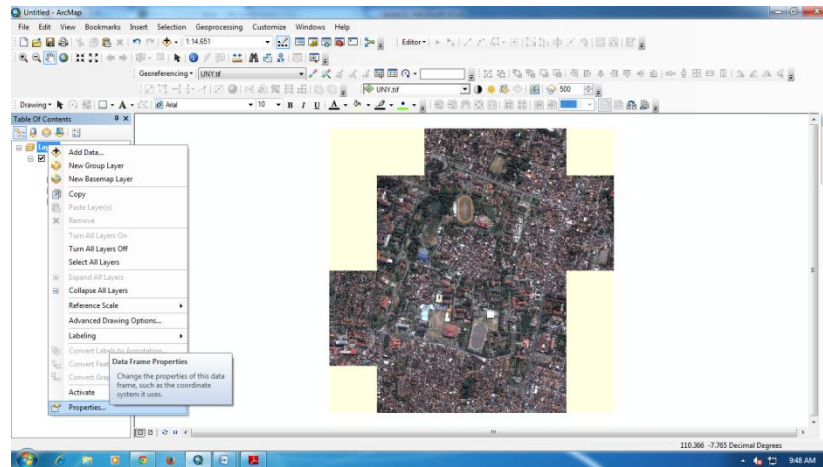 Untitled - ArcMap
File Edit View Bookmarks Insert Selection Geoprocessing Customize Windows Help
1:14,651
Editor
Georeferencing UNY.tif
UNY.tif
500
Drawing
A
Arial
10
B I U A
Table Of Contents
Add Data...
New Group Layer
New Basemap Layer
Copy
Paste Layer(s)
Remove
Turn All Layers On
Turn All Layers Off
Select All Layers
Expand All Layers
Collapse All Layers
Reference Scale
Advanced Drawing Options...
Labeling
Convert Labels to Annotation...
Convert Feat
Convert Grap
Activate
Properties...
Data Frame Properties
Change the properties of this data
frame, such as the coordinate
system it uses.
110.366 -7.765 Decimal Degrees
9:48 AM